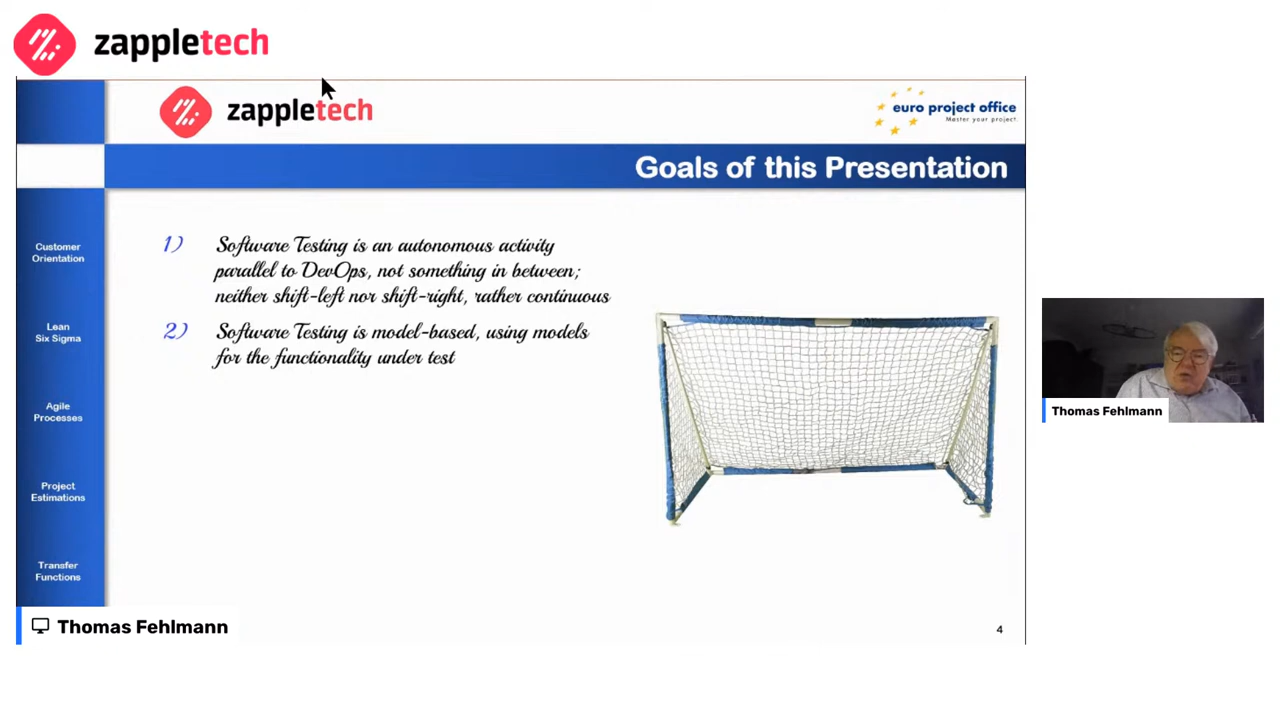 zappletech
zappletech
euro project office
Master your project.
Goals of this Presentation
Customer
Orientation
Lean
Six Sigma
Agile
Processes
Project
Estimations
Transfer
Functions
1) Software Testing is an autonomous activity
parallel to DevOps, not something in between;
neither shift-left nor shift-right, rather continuous
2) Software Testing is model-based, using models
for the functionality under test
Thomas Fehlmann
Thomas Fehlmann
4